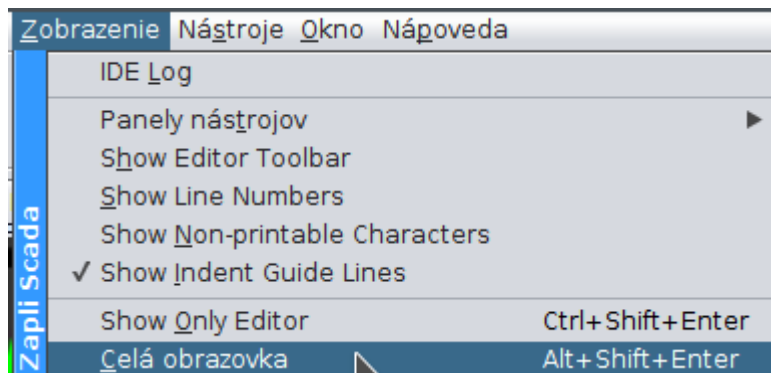 Zobrazenie Nástroje Okno Nápoveda
IDE Log
Panely nástrojov
Show Editor Toolbar
Show Line Numbers
Show Non-printable Characters
✓ Show Indent Guide Lines
Show Only Editor Ctrl+Shift+Enter
Celá obrazovka Alt+Shift+Enter
Zapli Scada